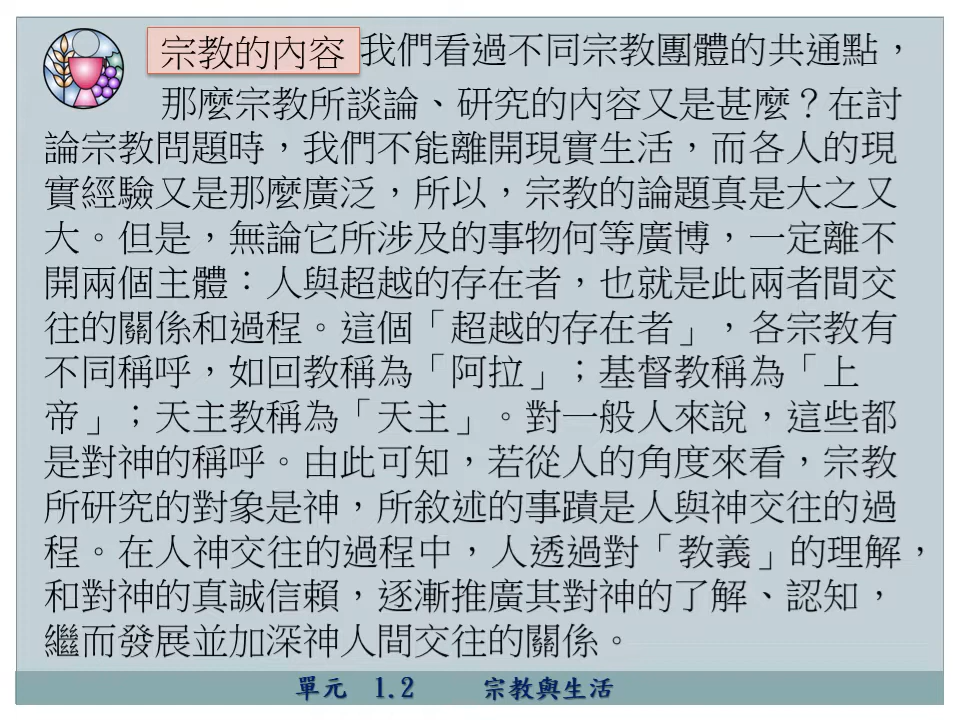 宗教的內容 我們看過不同宗教團體的共通點，
那麼宗教所談論、研究的內容又是甚麼？在討
論宗教問題時，我們不能離開現實生活，而各人的現
實經驗又是那麼廣泛，所以，宗教的論題真是大之又
大。但是，無論它所涉及的事物何等廣博，一定離不
開兩個主體：人與超越的存在者，也就是此兩者間交
往的關係和過程。這個「超越的存在者」，各宗教有
不同稱呼，如回教稱為「阿拉」；基督教稱為「上
帝」；天主教稱為「天主」。對一般人來說，這些都
是對神的稱呼。由此可知，若從人的角度來看，宗教
所研究的對象是神，所敘述的事蹟是人與神交往的過
程。在人神交往的過程中，人透過對「教義」的理解，
和對神的真誠信賴，逐漸推廣其對神的了解、認知，
繼而發展並加深神人間交往的關係。
單元 1.2 宗教與生活